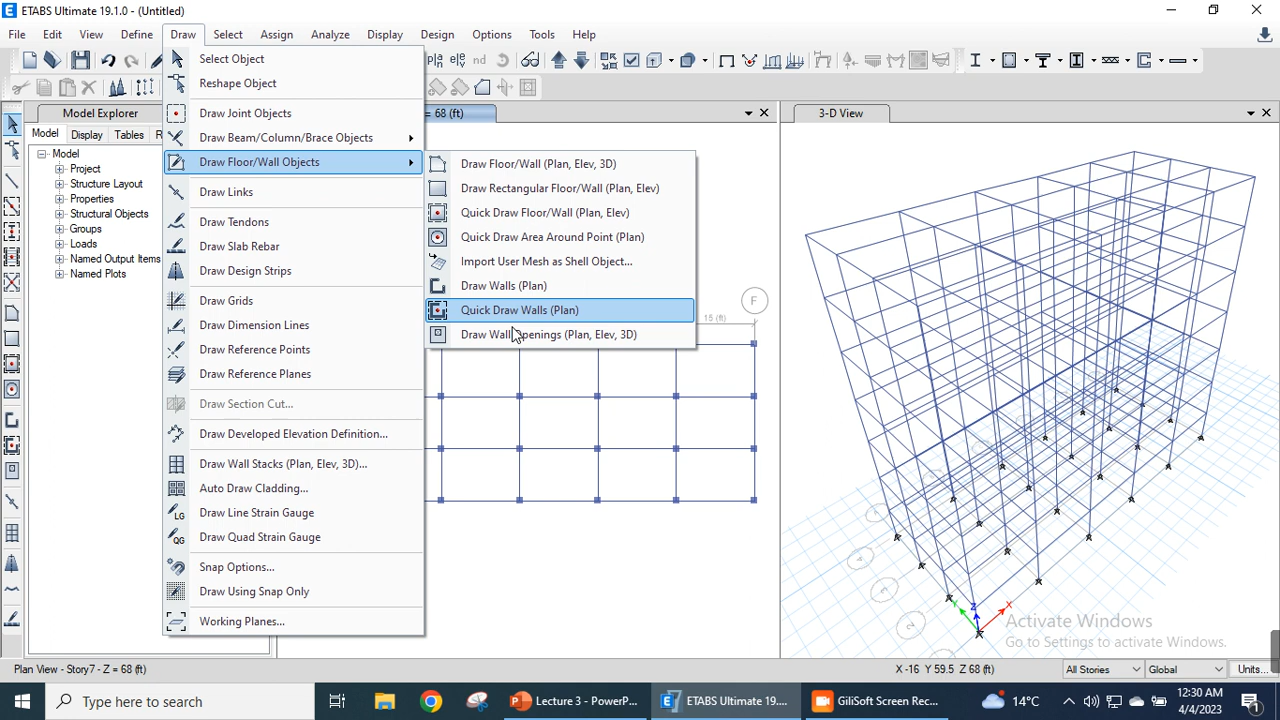 ETABS Ultimate 19.1.0 - (Untitled)
File Edit View Define Draw Select Assign Analyze Display Design Options Tools Help
nd
Model Explorer
= 68 (ft)
3-D View
Model Display Tables R
Model
Project
Structure Layout
Properties
Structural Objects
Groups
Loads
Named Output Items
Named Plots
Select Object
Reshape Object
Draw Joint Objects
Draw Beam/Column/Brace Objects
Draw Floor/Wall Objects
Draw Links
Draw Tendons
Draw Slab Rebar
Draw Design Strips
Draw Grids
Draw Dimension Lines
Draw Reference Points
Draw Reference Planes
Draw Section Cut...
Draw Developed Elevation Definition...
Draw Wall Stacks (Plan, Elev, 3D)...
Auto Draw Cladding...
LG Draw Line Strain Gauge
QG Draw Quad Strain Gauge
Snap Options...
Draw Using Snap Only
Working Planes...
Draw Floor/Wall (Plan, Elev, 3D)
Draw Rectangular Floor/Wall (Plan, Elev)
Quick Draw Floor/Wall (Plan, Elev)
Quick Draw Area Around Point (Plan)
Import User Mesh as Shell Object...
Draw Walls (Plan)
Quick Draw Walls (Plan)
Draw Wall Openings (Plan, Elev, 3D)
F
15 (ft)
Z
Y
X
Activate Windows
Go to Settings to activate Windows.
Plan View - Story7 - Z = 68 (ft)
X -16 Y 59.5 Z 68 (ft)
All Stories
Global
Units...
Type here to search
Lecture 3 - PowerP...
ETABS Ultimate 19....
GiliSoft Screen Rec...
14°C
12:30 AM
4/4/2023
1